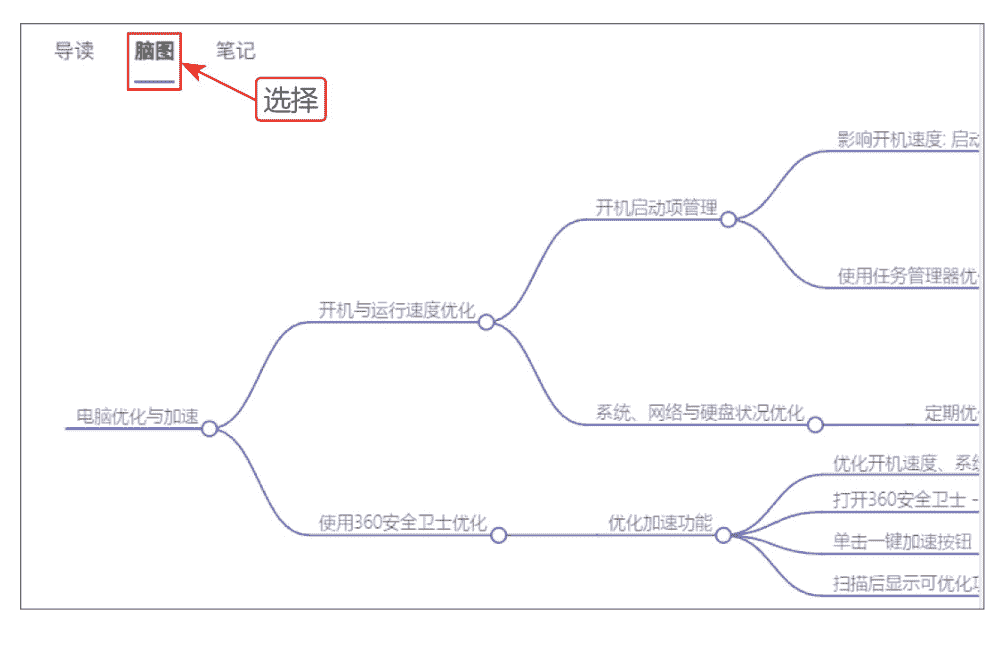 导读 脑图 笔记
选择
影响开机速度: 启动
开机启动项管理
使用任务管理器优
开机与运行速度优化
系统、网络与硬盘状况优化
定期优
电脑优化与加速
优化开机速度、系
打开360安全卫士 -
使用360安全卫士优化
优化加速功能
单击一键加速按钮
扫描后显示可优化